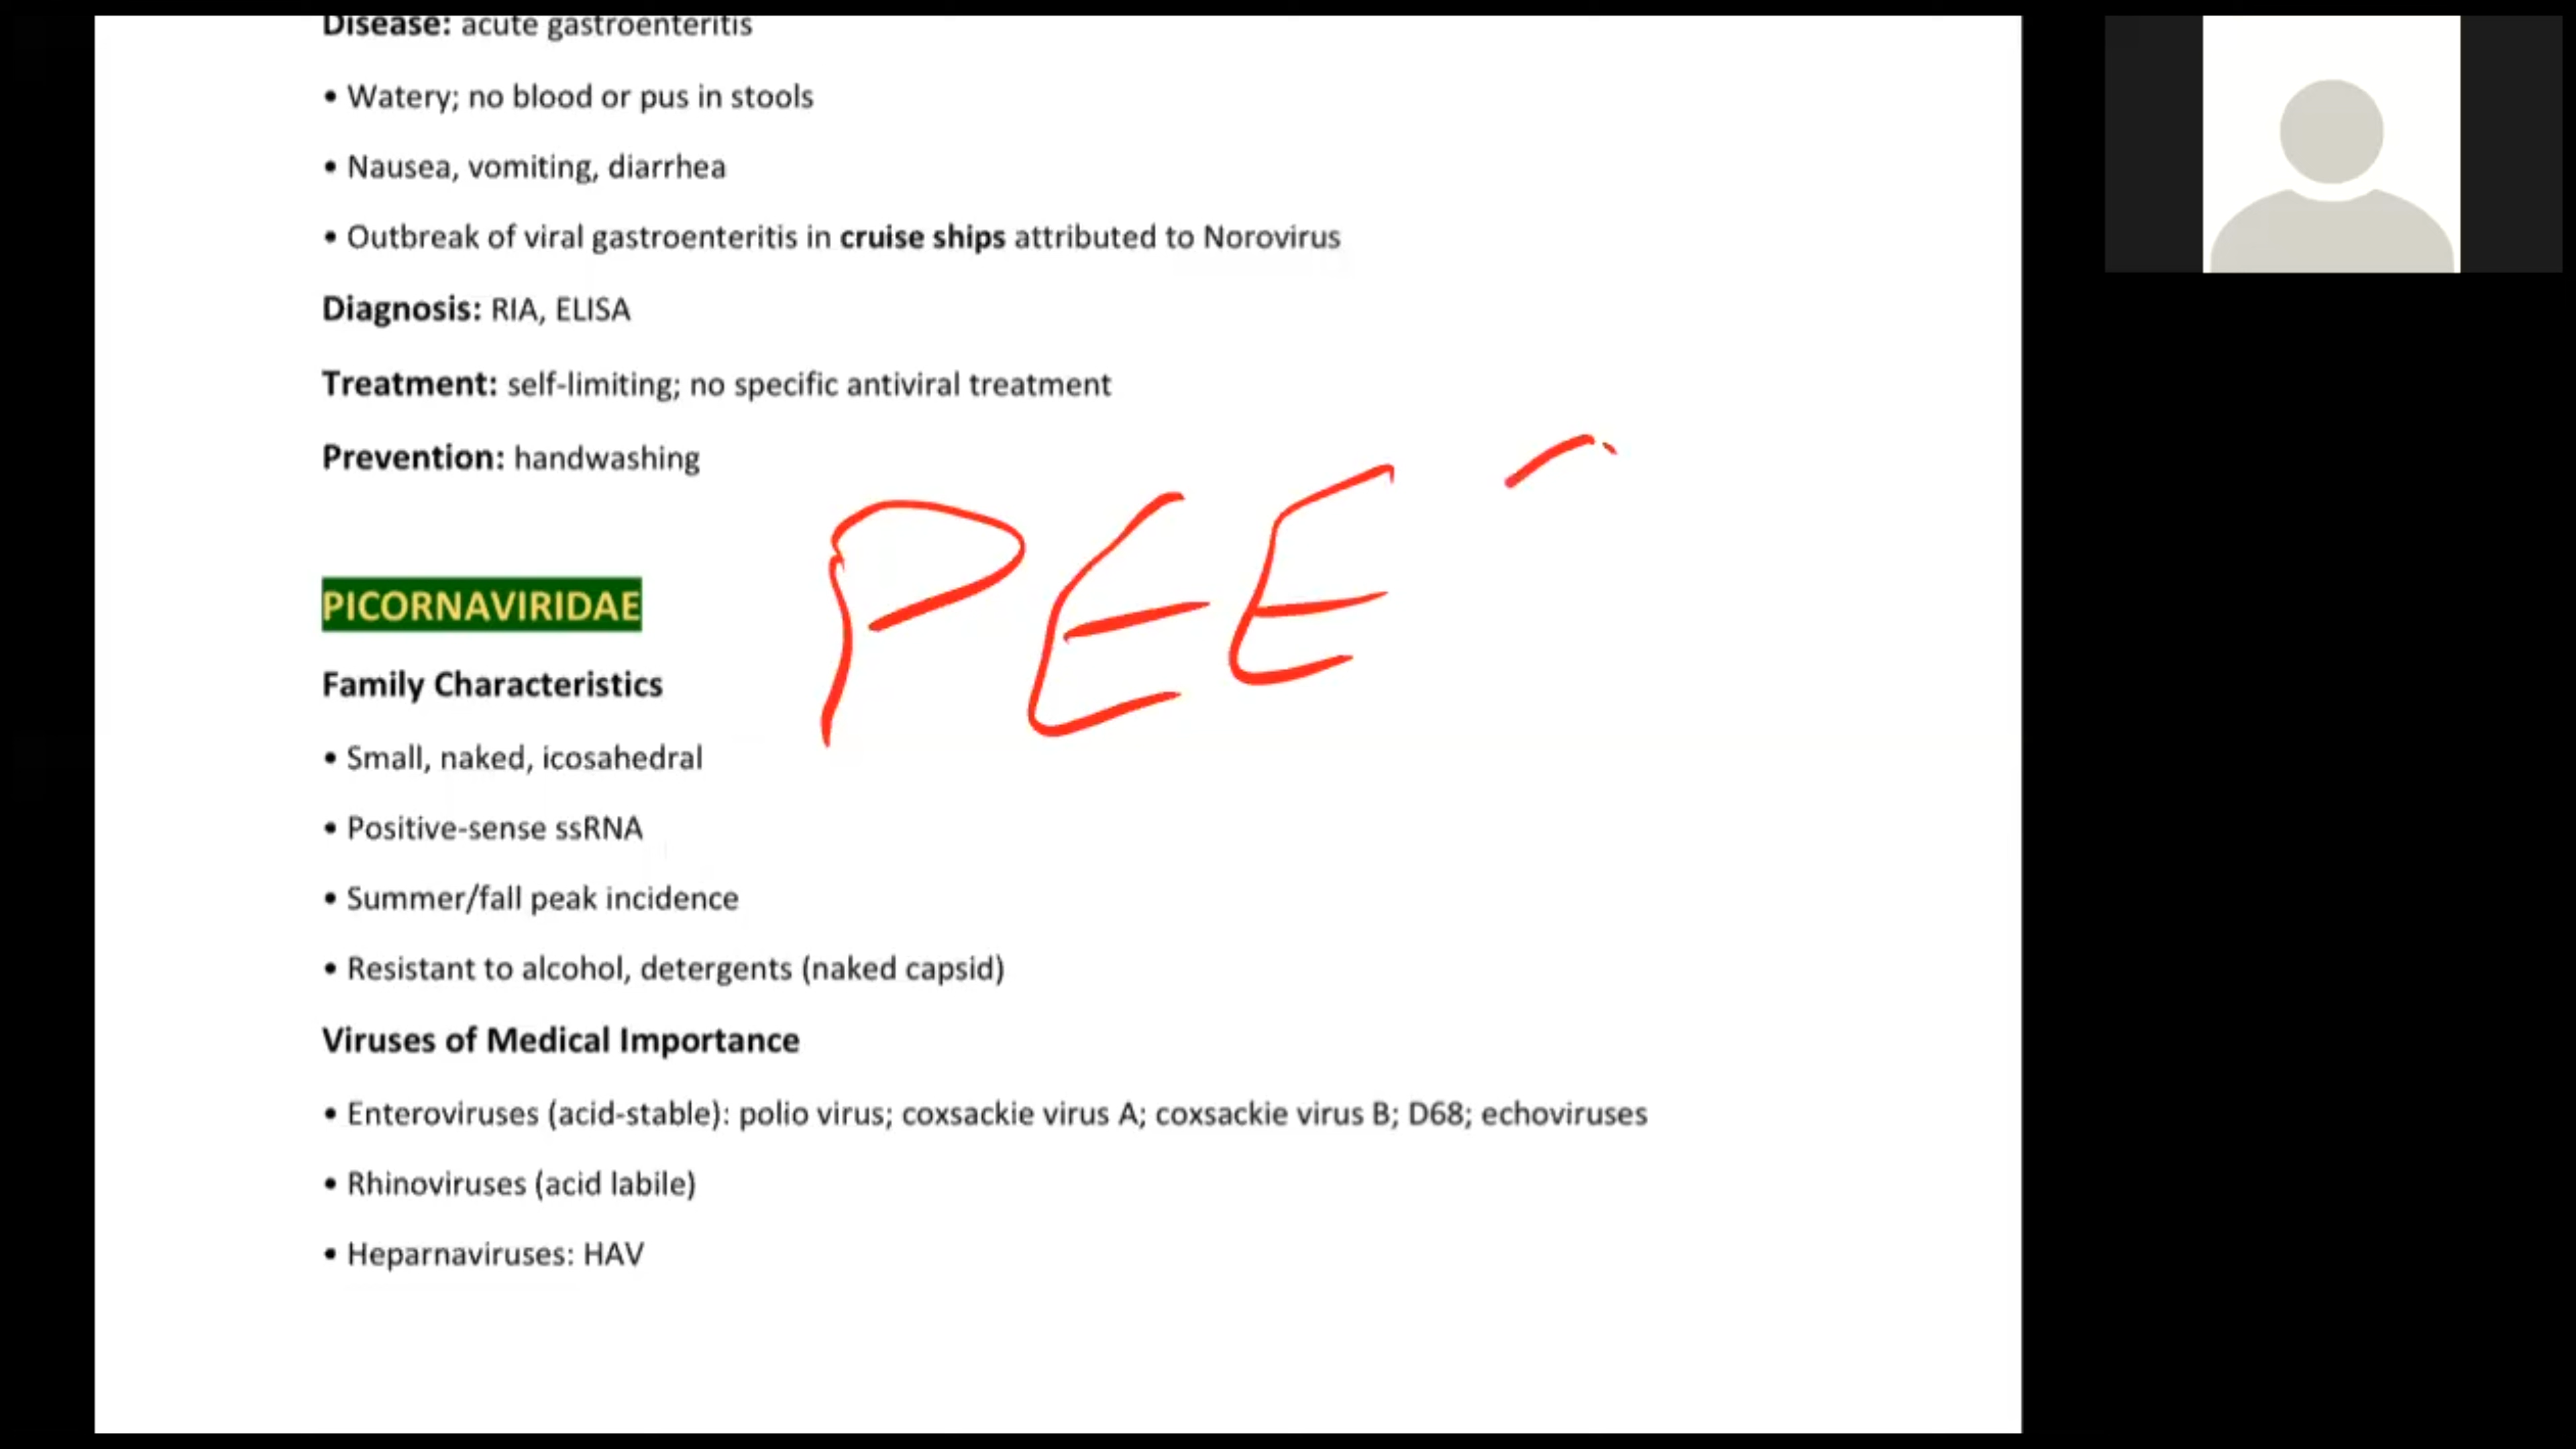 Disease: acute gastroenteritis
• Watery; no blood or pus in stools
• Nausea, vomiting, diarrhea
• Outbreak of viral gastroenteritis in cruise ships attributed to Norovirus
Diagnosis: RIA, ELISA
Treatment: self-limiting; no specific antiviral treatment
Prevention: handwashing
PEE
PICORNAVIRIDAE
Family Characteristics
• Small, naked, icosahedral
• Positive-sense ssRNA
• Summer/fall peak incidence
• Resistant to alcohol, detergents (naked capsid)
Viruses of Medical Importance
• Enteroviruses (acid-stable): polio virus; coxsackie virus A; coxsackie virus B; D68; echoviruses
• Rhinoviruses (acid labile)
• Heparnaviruses: HAV